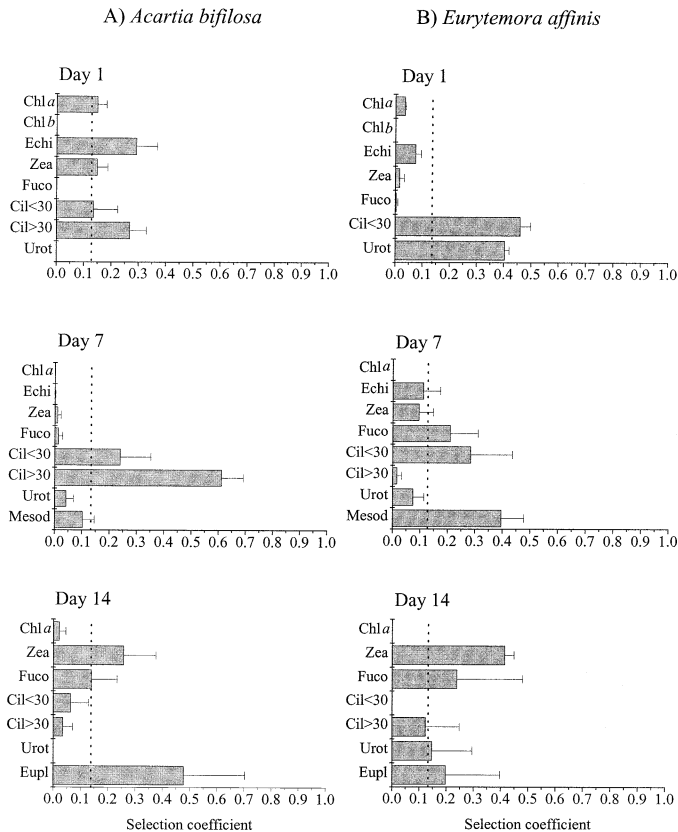 A) Acartia bifilosa
B) Eurytemora affinis
Day 1
Chl a
Chl b
Echi
Zea
Fuco
Cil<30
Cil>30
Urot
0.0 0.1 0.2 0.3 0.4 0.5 0.6 0.7 0.8 0.9 1.0
Day 1
Chl a
Chl b
Echi
Zea
Fuco
Cil<30
Urot
0.0 0.1 0.2 0.3 0.4 0.5 0.6 0.7 0.8 0.9 1.0
Day 7
Chl a
Echi
Zea
Fuco
Cil<30
Cil>30
Urot
Mesod
0.0 0.1 0.2 0.3 0.4 0.5 0.6 0.7 0.8 0.9 1.0
Day 7
Chl a
Echi
Zea
Fuco
Cil<30
Cil>30
Urot
Mesod
0.0 0.1 0.2 0.3 0.4 0.5 0.6 0.7 0.8 0.9 1.0
Day 14
Chl a
Zea
Fuco
Cil<30
Cil>30
Urot
Eupl
0.0 0.1 0.2 0.3 0.4 0.5 0.6 0.7 0.8 0.9 1.0
Selection coefficient
Day 14
Chl a
Zea
Fuco
Cil<30
Cil>30
Urot
Eupl
0.0 0.1 0.2 0.3 0.4 0.5 0.6 0.7 0.8 0.9 1.0
Selection coefficient